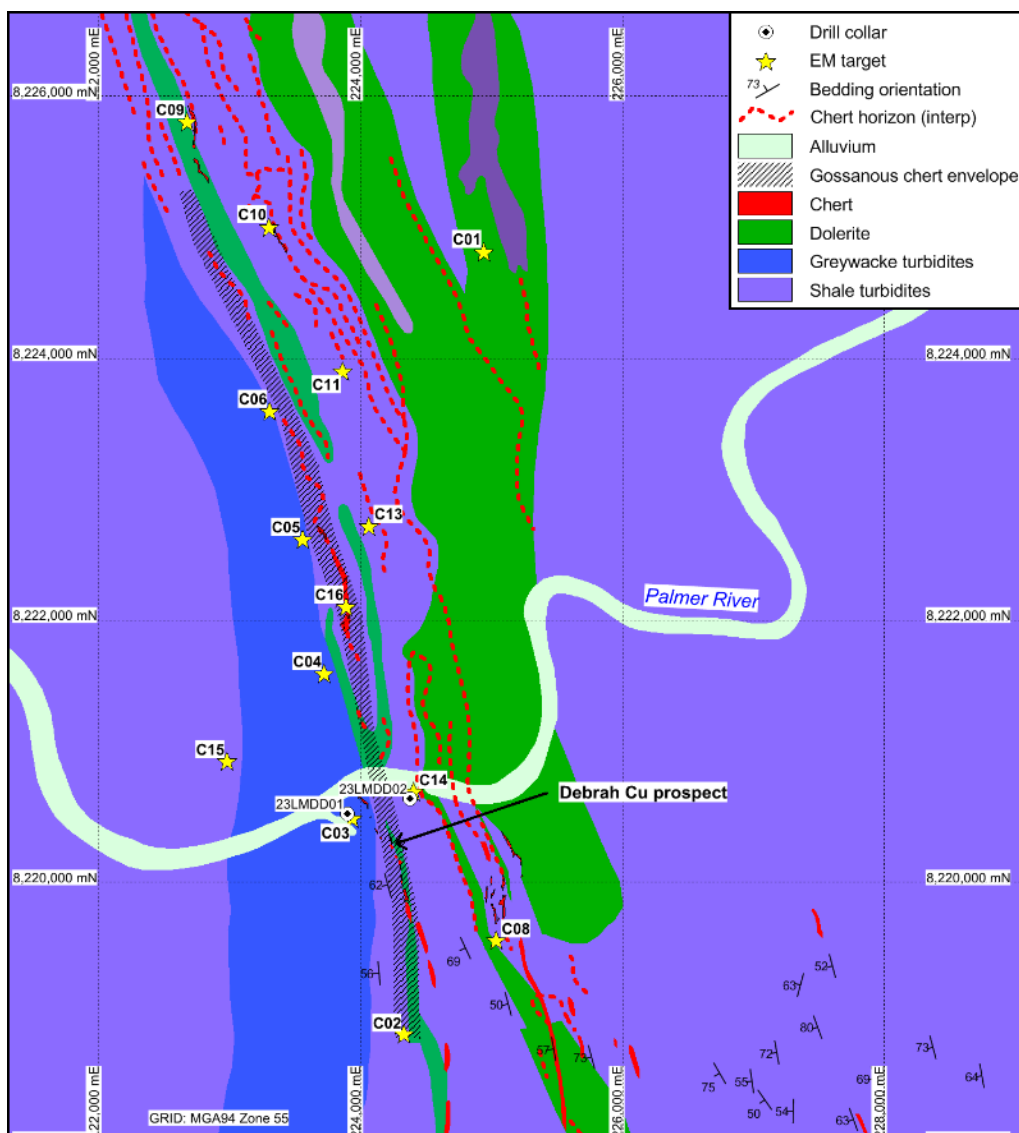 222,000 mE
224,000 mE
226,000 mE
Drill collar
EM target
73
Bedding orientation
Chert horizon (interp)
Alluvium
Gossanous chert envelope
Chert
Dolerite
Greywacke turbidites
Shale turbidites
8,226,000 mN
C09
C10
C01
8,224,000 mN
8,224,000 mN
C11
C06
C13
C05
C16
Palmer River
8,222,000 mN
8,222,000 mN
C04
C15
C14
23LMDD02
Debrah Cu prospect
23LMDD01
C03
8,220,000 mN
8,220,000 mN
62
C08
69
56
52
63
50
C02
80
57
73
72
73
75
55
69
64
50
54
63
222,000 mE
224,000 mE
226,000 mE
228,000 mE
GRID: MGA94 Zone 55